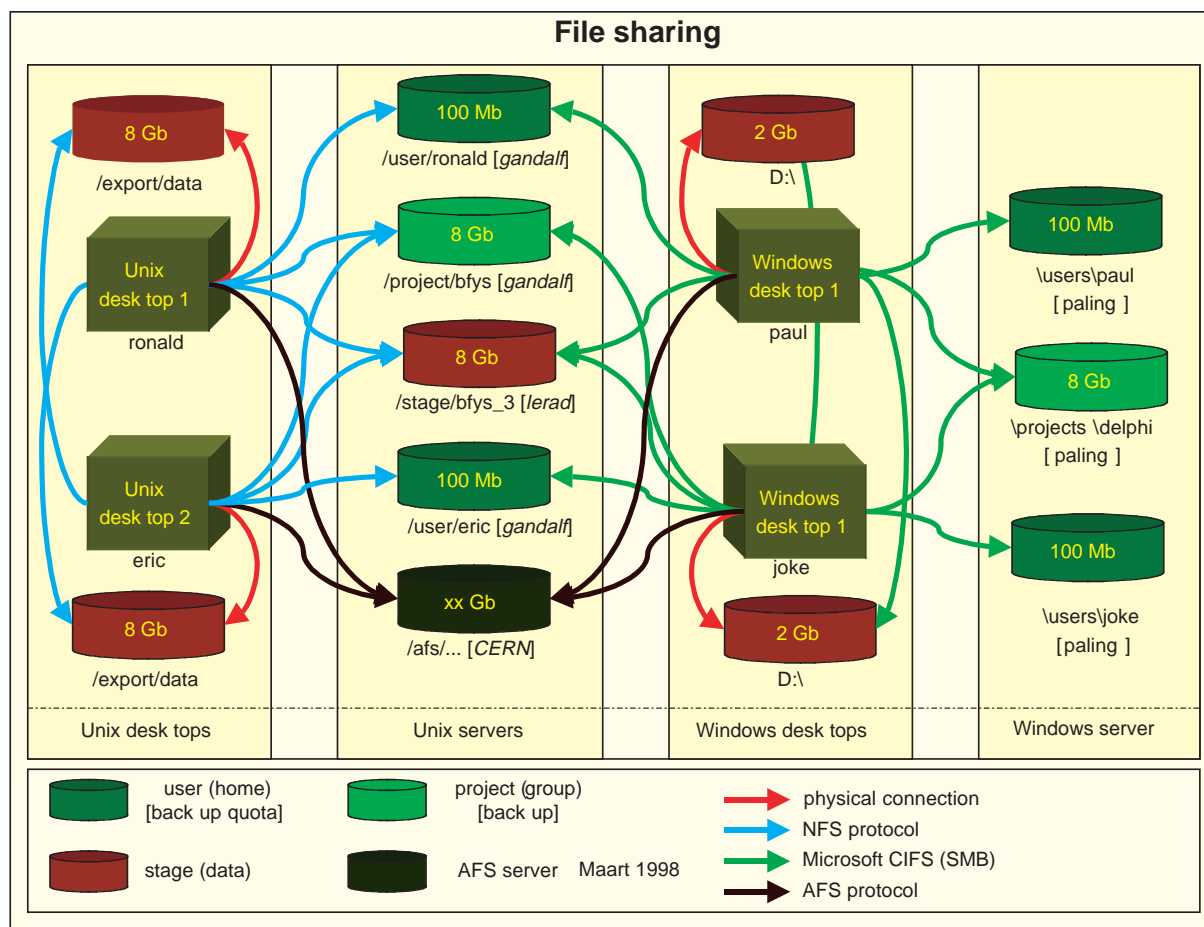 File sharing
8 Gb
/export/data
Unix
desk top 1
ronald
Unix
desk top 2
eric
8 Gb
/export/data
Unix desk tops
100 Mb
/user/ronald [gandalf]
8 Gb
/project/bfys [gandalf]
8 Gb
/stage/bfys_3 [lerad]
100 Mb
/user/eric [gandalf]
xx Gb
/afs/... [CERN]
Unix servers
2 Gb
D:\
Windows
desk top 1
paul
Windows
desk top 1
joke
2 Gb
D:\
Windows desk tops
100 Mb
\users\paul
[ paling ]
8 Gb
\projects \delphi
[ paling ]
100 Mb
\users\joke
[ paling ]
Windows server
user (home)
[back up quota]
project (group)
[back up]
stage (data)
AFS server Maart 1998
physical connection
NFS protocol
Microsoft CIFS (SMB)
AFS protocol